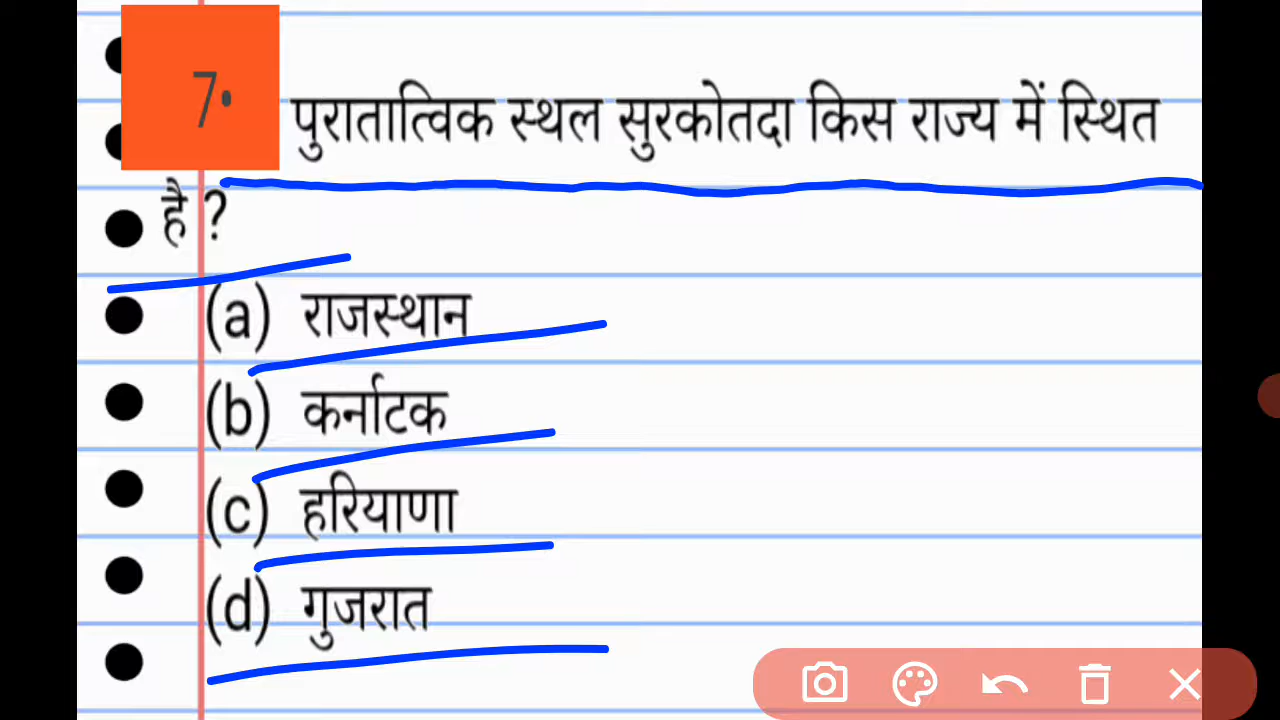 7• पुरातात्विक स्थल सुरकोतदा किस राज्य में स्थित
है ?
(a) राजस्थान
(b) कर्नाटक
(c) हरियाणा
(d) गुजरात